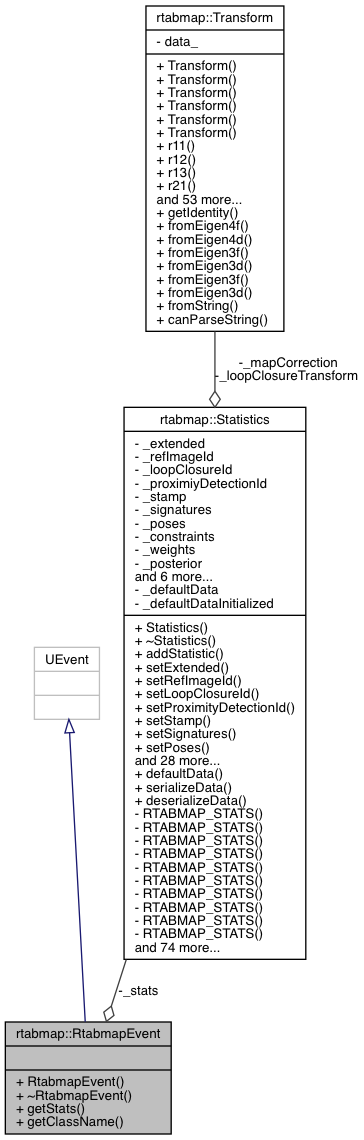 rtabmap::Transform
- data_
+ Transform()
+ Transform()
+ Transform()
+ Transform()
+ Transform()
+ Transform()
+ r11()
+ r12()
+ r13()
+ r21()
and 53 more...
+ getIdentity()
+ fromEigen4f()
+ fromEigen4d()
+ fromEigen3f()
+ fromEigen3d()
+ fromEigen3f()
+ fromEigen3d()
+ fromString()
+ canParseString()
-_mapCorrection
-_loopClosureTransform
rtabmap::Statistics
- _extended
- _refImageId
- _loopClosureId
- _proximiyDetectionId
- _stamp
- _signatures
- _poses
- _constraints
- _weights
- _posterior
and 6 more...
- _defaultData
- _defaultDataInitialized
+ Statistics()
+ ~Statistics()
+ addStatistic()
+ setExtended()
+ setRefImageId()
+ setLoopClosureId()
+ setProximityDetectionId()
+ setStamp()
+ setSignatures()
+ setPoses()
and 28 more...
+ defaultData()
+ serializeData()
+ deserializeData()
- RTABMAP_STATS()
- RTABMAP_STATS()
- RTABMAP_STATS()
- RTABMAP_STATS()
- RTABMAP_STATS()
- RTABMAP_STATS()
- RTABMAP_STATS()
- RTABMAP_STATS()
- RTABMAP_STATS()
- RTABMAP_STATS()
and 74 more...
UEvent
-_stats
rtabmap::RtabmapEvent
+ RtabmapEvent()
+ ~RtabmapEvent()
+ getStats()
+ getClassName()